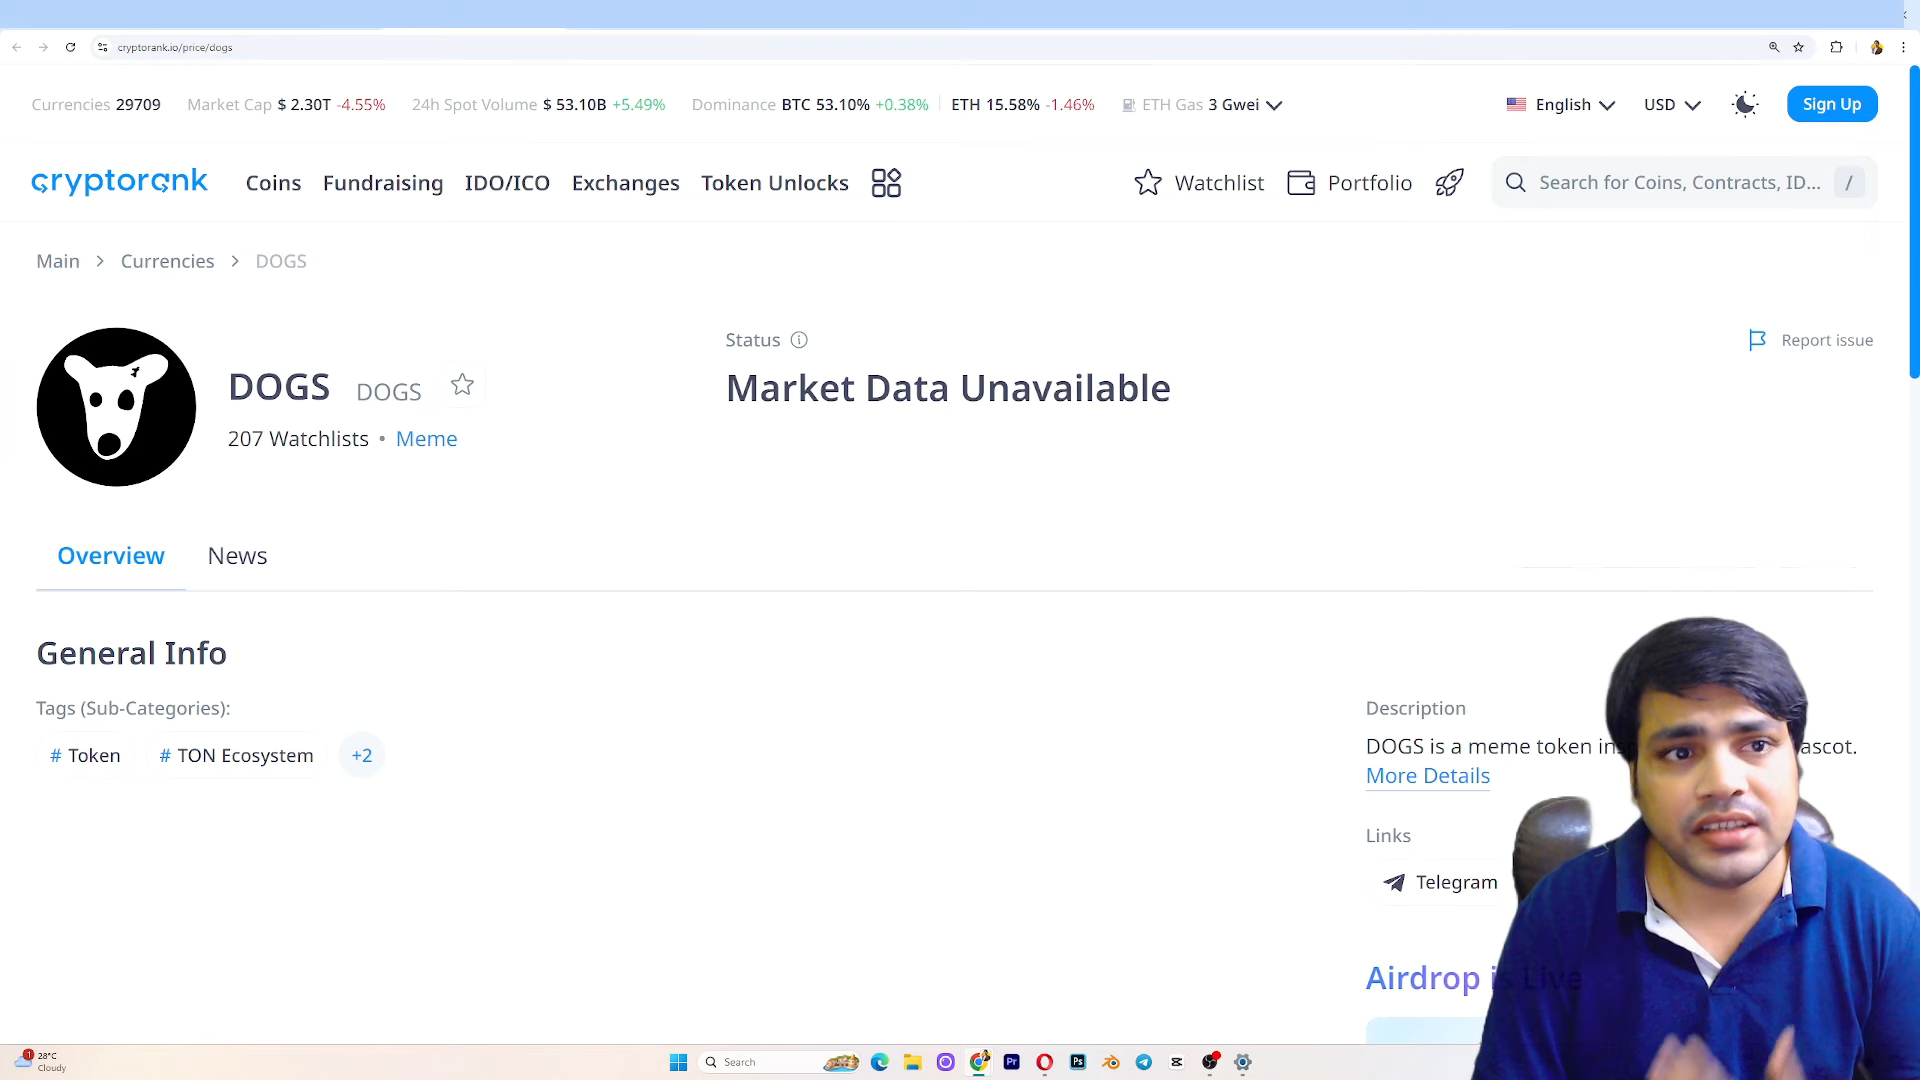 cryptorank.io/price/dogs
Currencies 29709 Market Cap $ 2.30T -4.55% 24h Spot Volume $ 53.10B +5.49% Dominance BTC 53.10% +0.38% ETH 15.58% -1.46% ETH Gas 3 Gwei English USD Sign Up
cryptorank Coins Fundraising IDO/ICO Exchanges Token Unlocks Watchlist Portfolio Search for Coins, Contracts, ID... /
Main > Currencies > DOGS
Status Report issue
DOGS DOGS Market Data Unavailable
207 Watchlists • Meme
Overview News
General Info
Tags (Sub-Categories): Description
# Token # TON Ecosystem +2 DOGS is a meme token ascot.
More Details
Links
Telegram
Airdrop is Live
28°C
Cloudy
Search